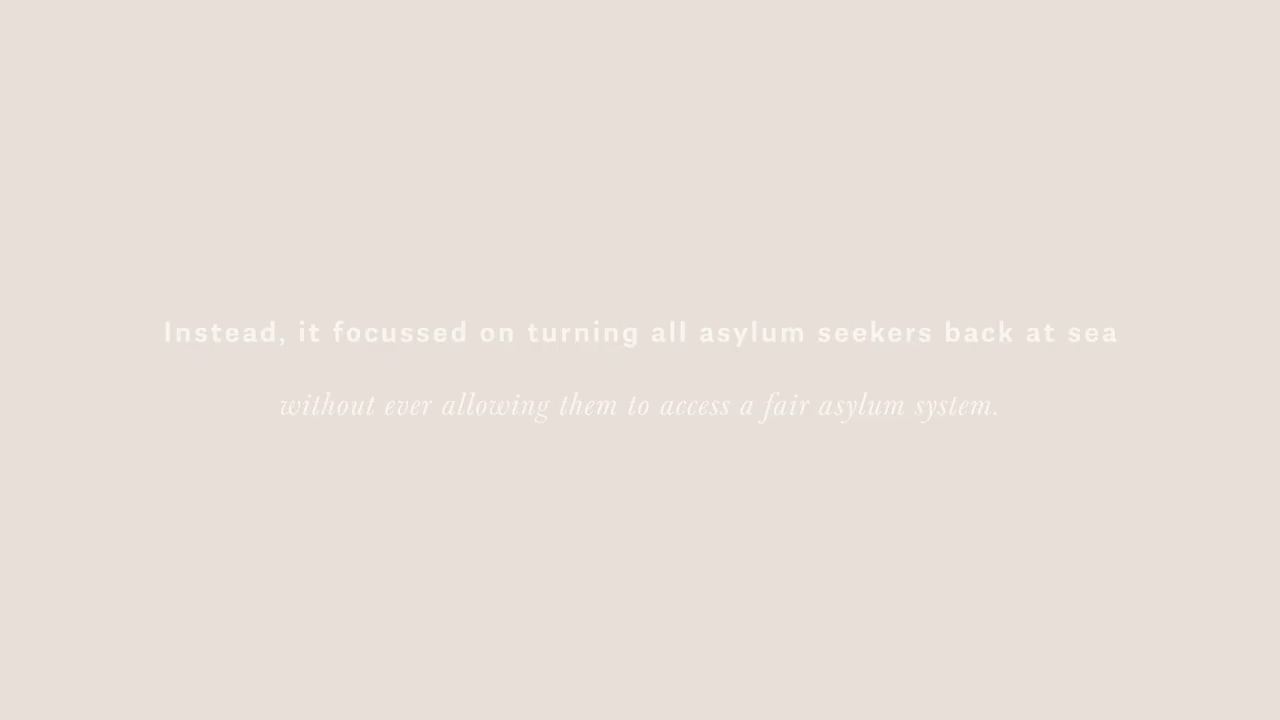 Instead, it focussed on turning all asylum seekers back at sea
without ever allowing them to access a fair asylum system.